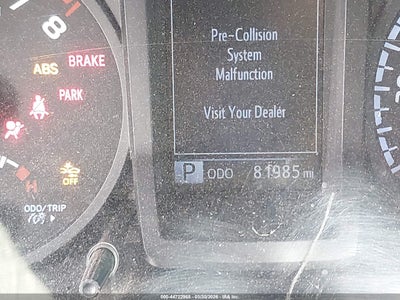 Pre-Collision
System
Malfunction
Visit Your Dealer
8
ABS BRAKE
PARK
OFF
H
P ODO 81985 mi
ODO/TRIP